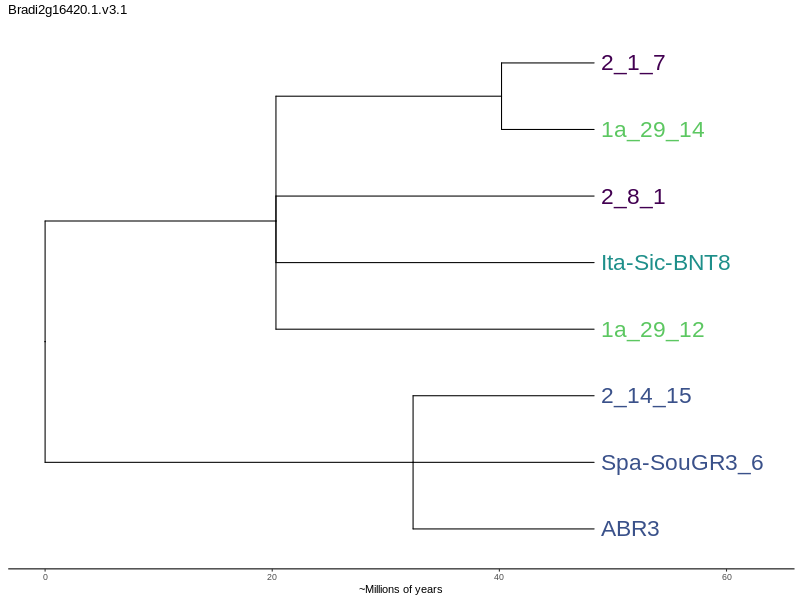 Bradi2g16420.1.v3.1
2_1_7
1a_29_14
2_8_1
Ita-Sic-BNT8
1a_29_12
2_14_15
Spa-SouGR3_6
ABR3
0 20 40 60
~Millions of years